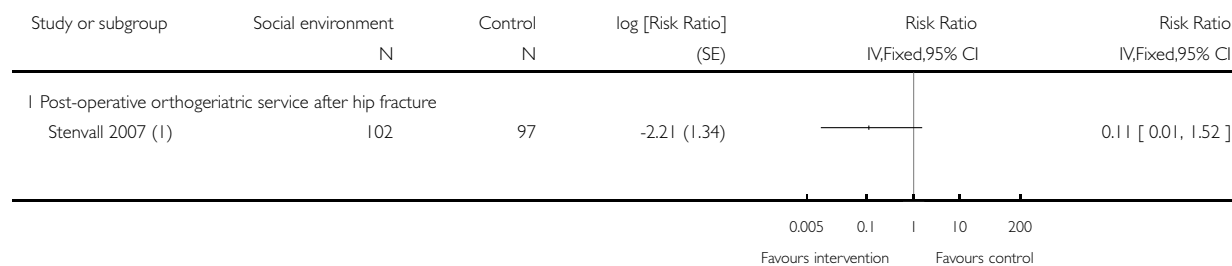 Study or subgroup Social environment Control log [Risk Ratio] Risk Ratio Risk Ratio
N N (SE) IV,Fixed,95% CI IV,Fixed,95% CI
1 Post-operative orthogeriatric service after hip fracture
Stenvall 2007 (1) 102 97 -2.21 (1.34) 0.11 [ 0.01, 1.52 ]
0.005 0.1 1 10 200
Favours intervention Favours control